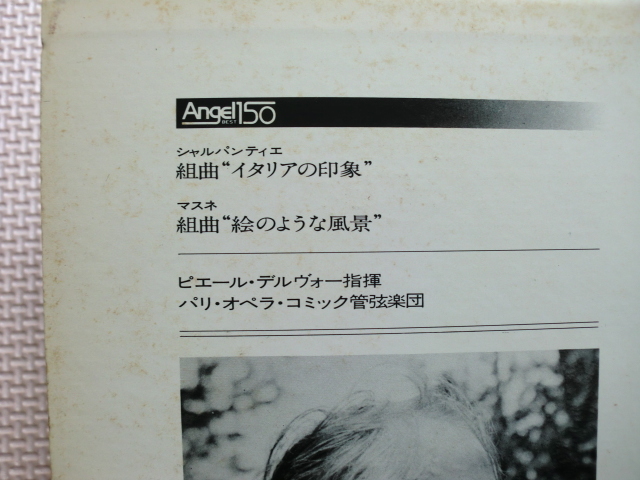 Angel 150
BEST
シャルパンティエ
組曲“イタリアの印象”
マスネ
組曲“絵のような風景”
ピエール・デルヴォー指揮
パリ・オペラ・コミック管弦楽団